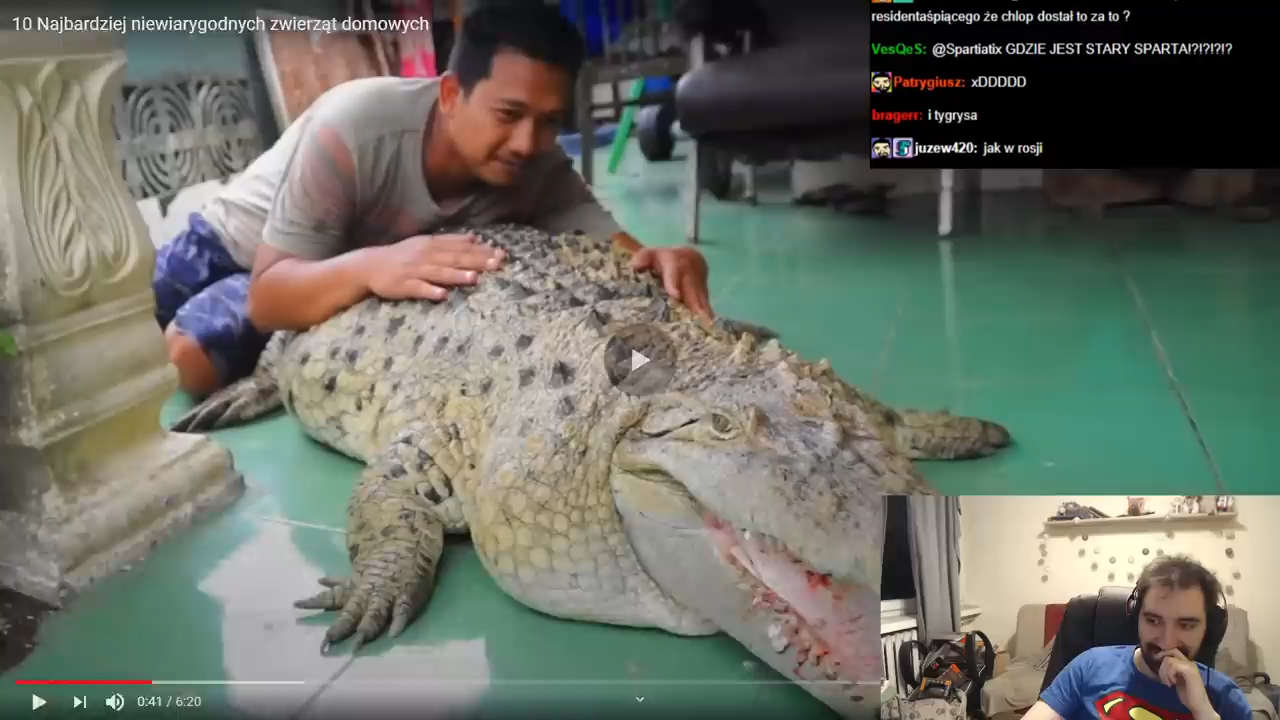 10 Najbardziej niewiarygodnych zwierząt domowych
residentaśpiącego że chlop dostał to za to ?
VesQeS: @Spartiatix GDZIE JEST STARY SPARTA!?!?!?!?
Patrygiusz: xDDDDD
bragerr: i tygrysa
juzew420: jak w rosji
0:41 / 6:20